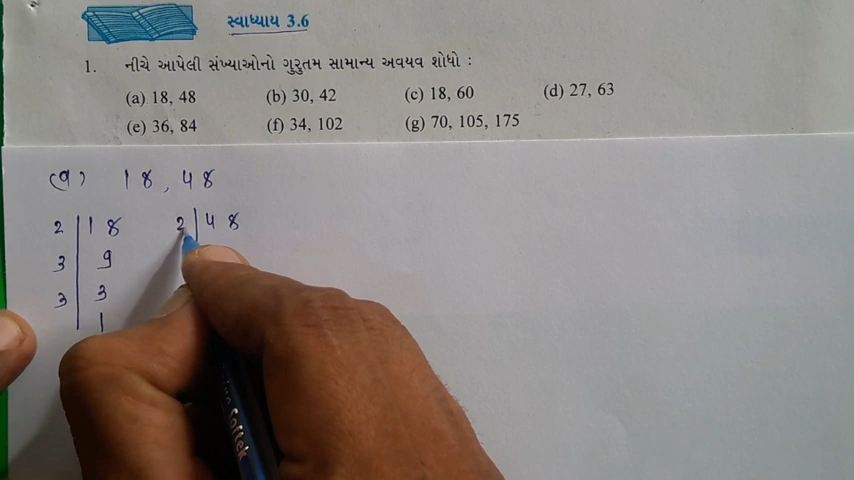 સ્વાધ્યાય 3.6
1. નીચે આપેલી સંખ્યાઓનો ગુરુતમ સામાન્ય અવયવ શોધો :
(a) 18, 48 (b) 30, 42 (c) 18, 60 (d) 27, 63
(e) 36, 84 (f) 34, 102 (g) 70, 105, 175
(a) 18, 48
2 18 2 48
3 9
3 3
1